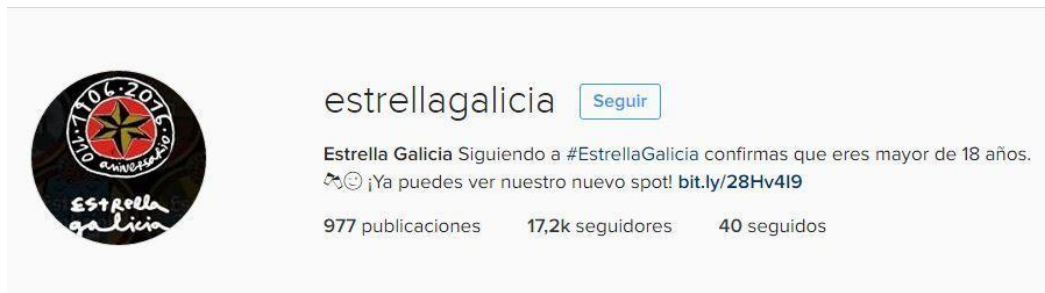 1906·2016·110 aniversario·
ESTRELLA
galicia
estrellagalicia Seguir
Estrella Galicia Siguiendo a #EstrellaGalicia confirmas que eres mayor de 18 años.
¡Ya puedes ver nuestro nuevo spot! bit.ly/28Hv4I9
977 publicaciones 17,2k seguidores 40 seguidos